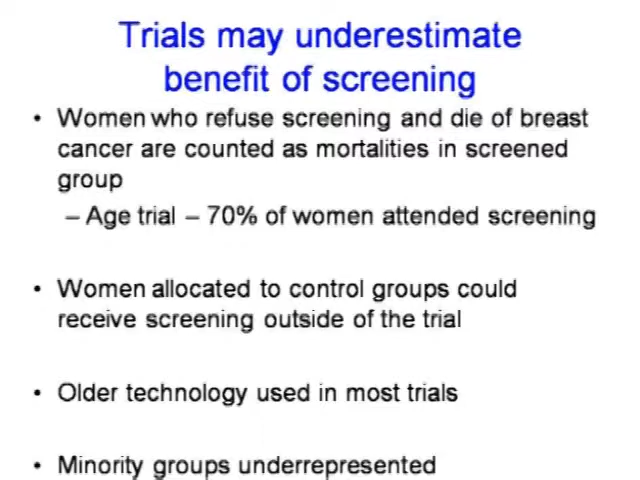 Trials may underestimate
benefit of screening
• Women who refuse screening and die of breast
cancer are counted as mortalities in screened
group
– Age trial – 70% of women attended screening
• Women allocated to control groups could
receive screening outside of the trial
• Older technology used in most trials
• Minority groups underrepresented